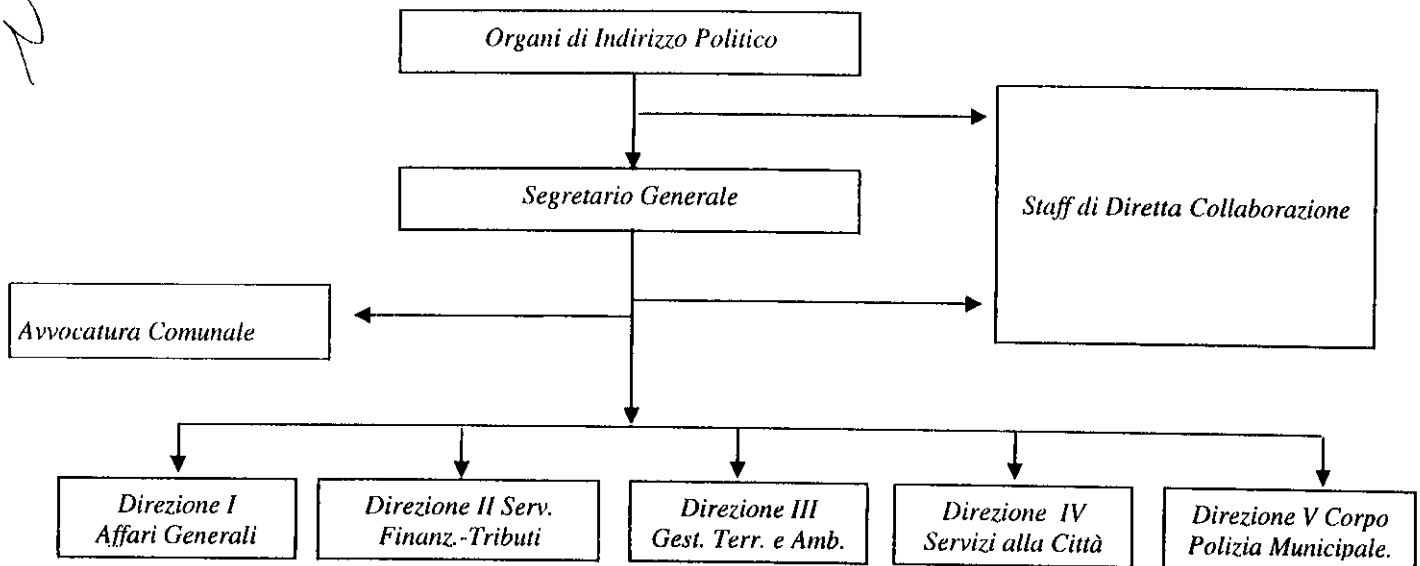 Organi di Indirizzo Politico
Segretario Generale
Staff di Diretta Collaborazione
Avvocatura Comunale
Direzione I
Affari Generali
Direzione II Serv.
Finanz.-Tributi
Direzione III
Gest. Terr. e Amb.
Direzione IV
Servizi alla Città
Direzione V Corpo
Polizia Municipale.